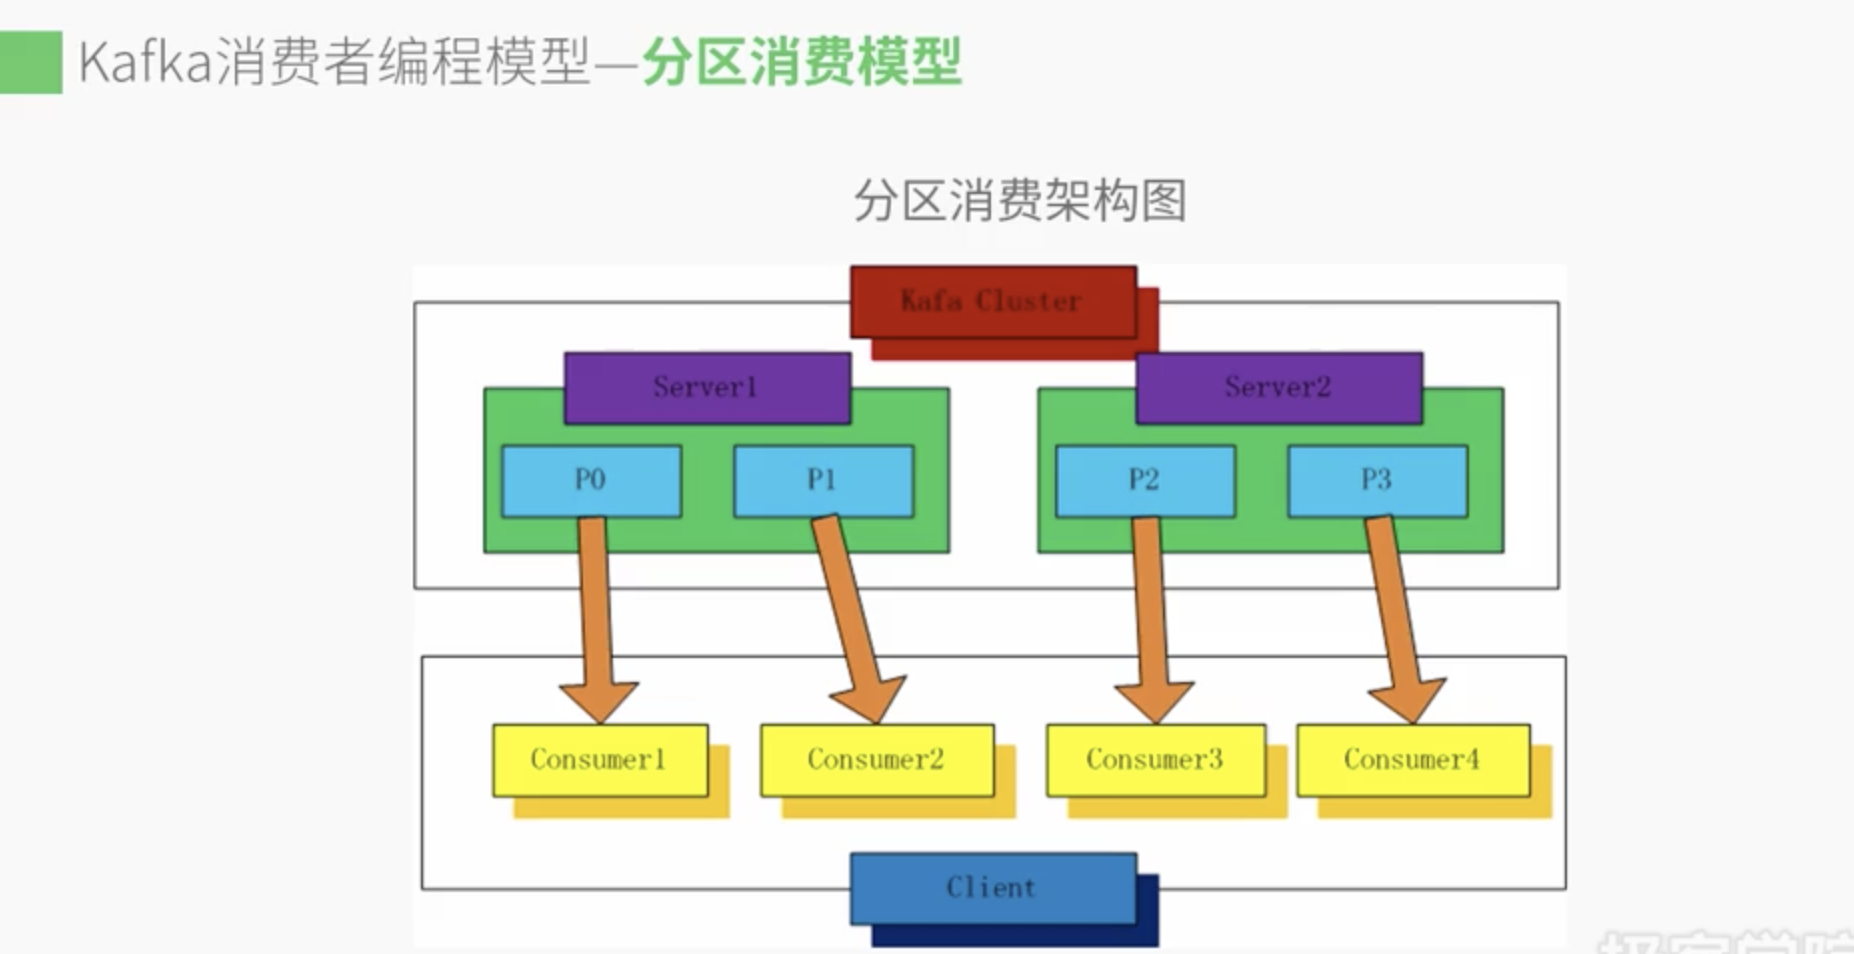 Kafka消费者编程模型—分区消费模型
分区消费架构图
Kafa Cluster
Server1
Server2
P0
P1
P2
P3
Consumer1
Consumer2
Consumer3
Consumer4
Client